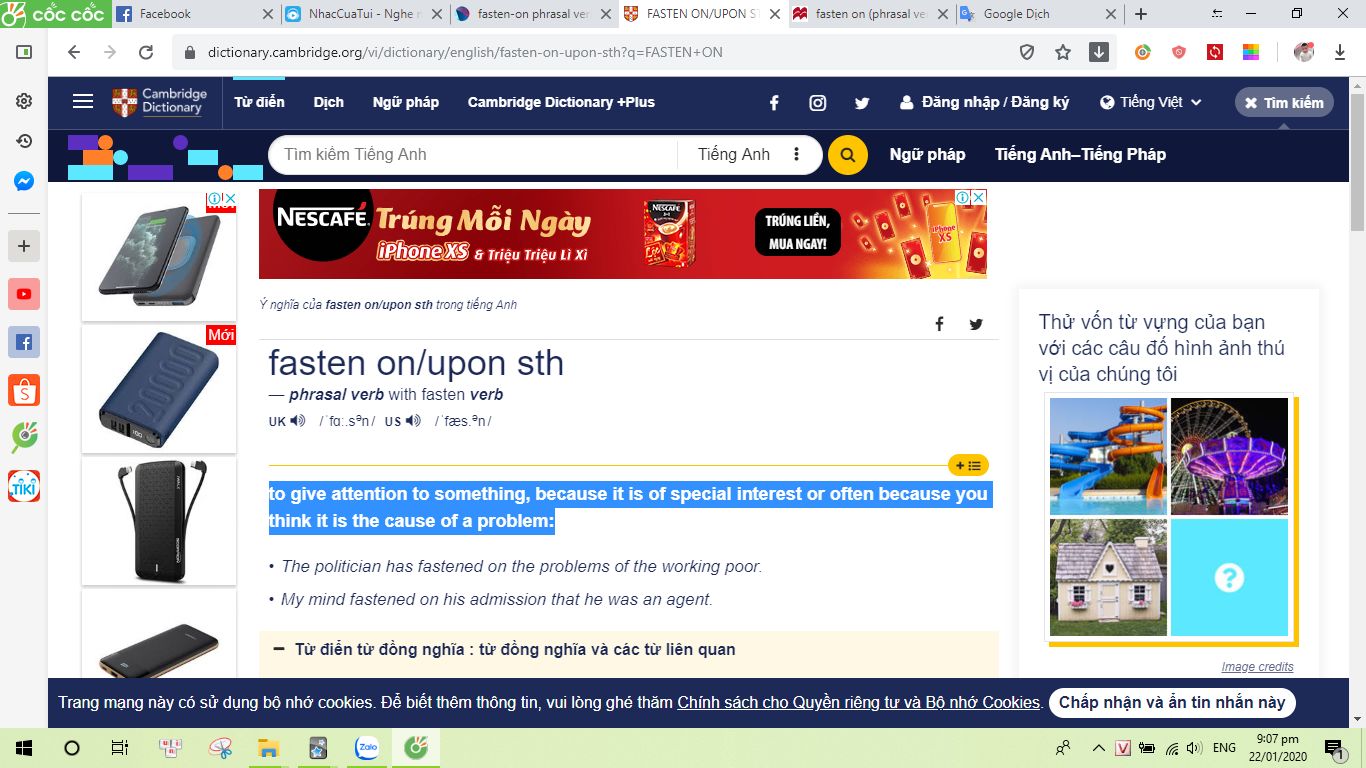 cốc cốc
Facebook
NhacCuaTui - Nghe n
fasten-on phrasal ver
FASTEN ON/UPON ST
fasten on (phrasal ve
Google Dịch
dictionary.cambridge.org/vi/dictionary/english/fasten-on-upon-sth?q=FASTEN+ON
Cambridge
Dictionary
Từ điển
Dịch
Ngữ pháp
Cambridge Dictionary +Plus
Đăng nhập / Đăng ký
Tiếng Việt
Tìm kiếm
Tìm kiếm Tiếng Anh
Tiếng Anh
Ngữ pháp
Tiếng Anh–Tiếng Pháp
Mới
NESCAFÉ
Trúng Mỗi Ngày
iPhone XS & Triệu Triệu Lì Xì
NESCAFÉ
TRÚNG LIỀN,
MUA NGAY!
iPhone
XS
Ý nghĩa của fasten on/upon sth trong tiếng Anh
fasten on/upon sth
— phrasal verb with fasten verb
UK /ˈfɑː.sᵊn/ US /ˈfæs.ᵊn/
to give attention to something, because it is of special interest or often because you
think it is the cause of a problem:
• The politician has fastened on the problems of the working poor.
• My mind fastened on his admission that he was an agent.
Từ điển từ đồng nghĩa : từ đồng nghĩa và các từ liên quan
Mới
20000
Thử vốn từ vựng của bạn
với các câu đố hình ảnh thú
vị của chúng tôi
Image credits
TIKI
Trang mạng này có sử dụng bộ nhớ cookies. Để biết thêm thông tin, vui lòng ghé thăm Chính sách cho Quyền riêng tư và Bộ nhớ Cookies.
Chấp nhận và ẩn tin nhắn này
Zalo
ENG
9:07 pm
22/01/2020
1